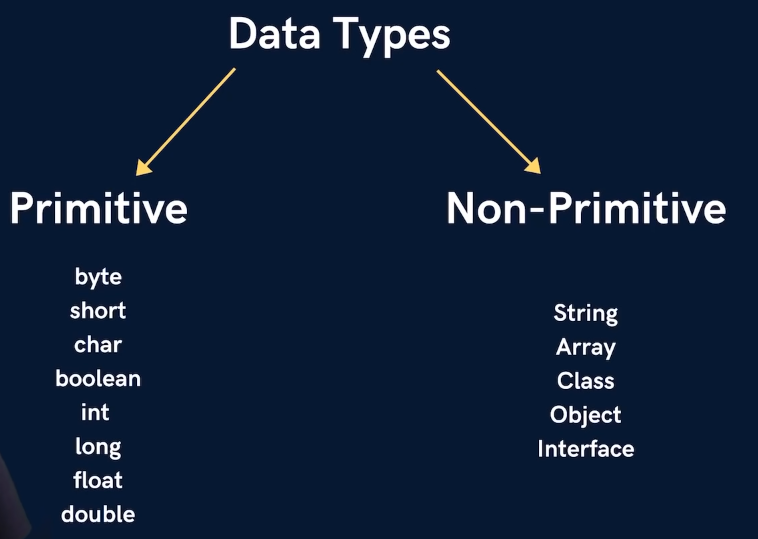 Data Types
Primitive
byte
short
char
boolean
int
long
float
double
Non-Primitive
String
Array
Class
Object
Interface